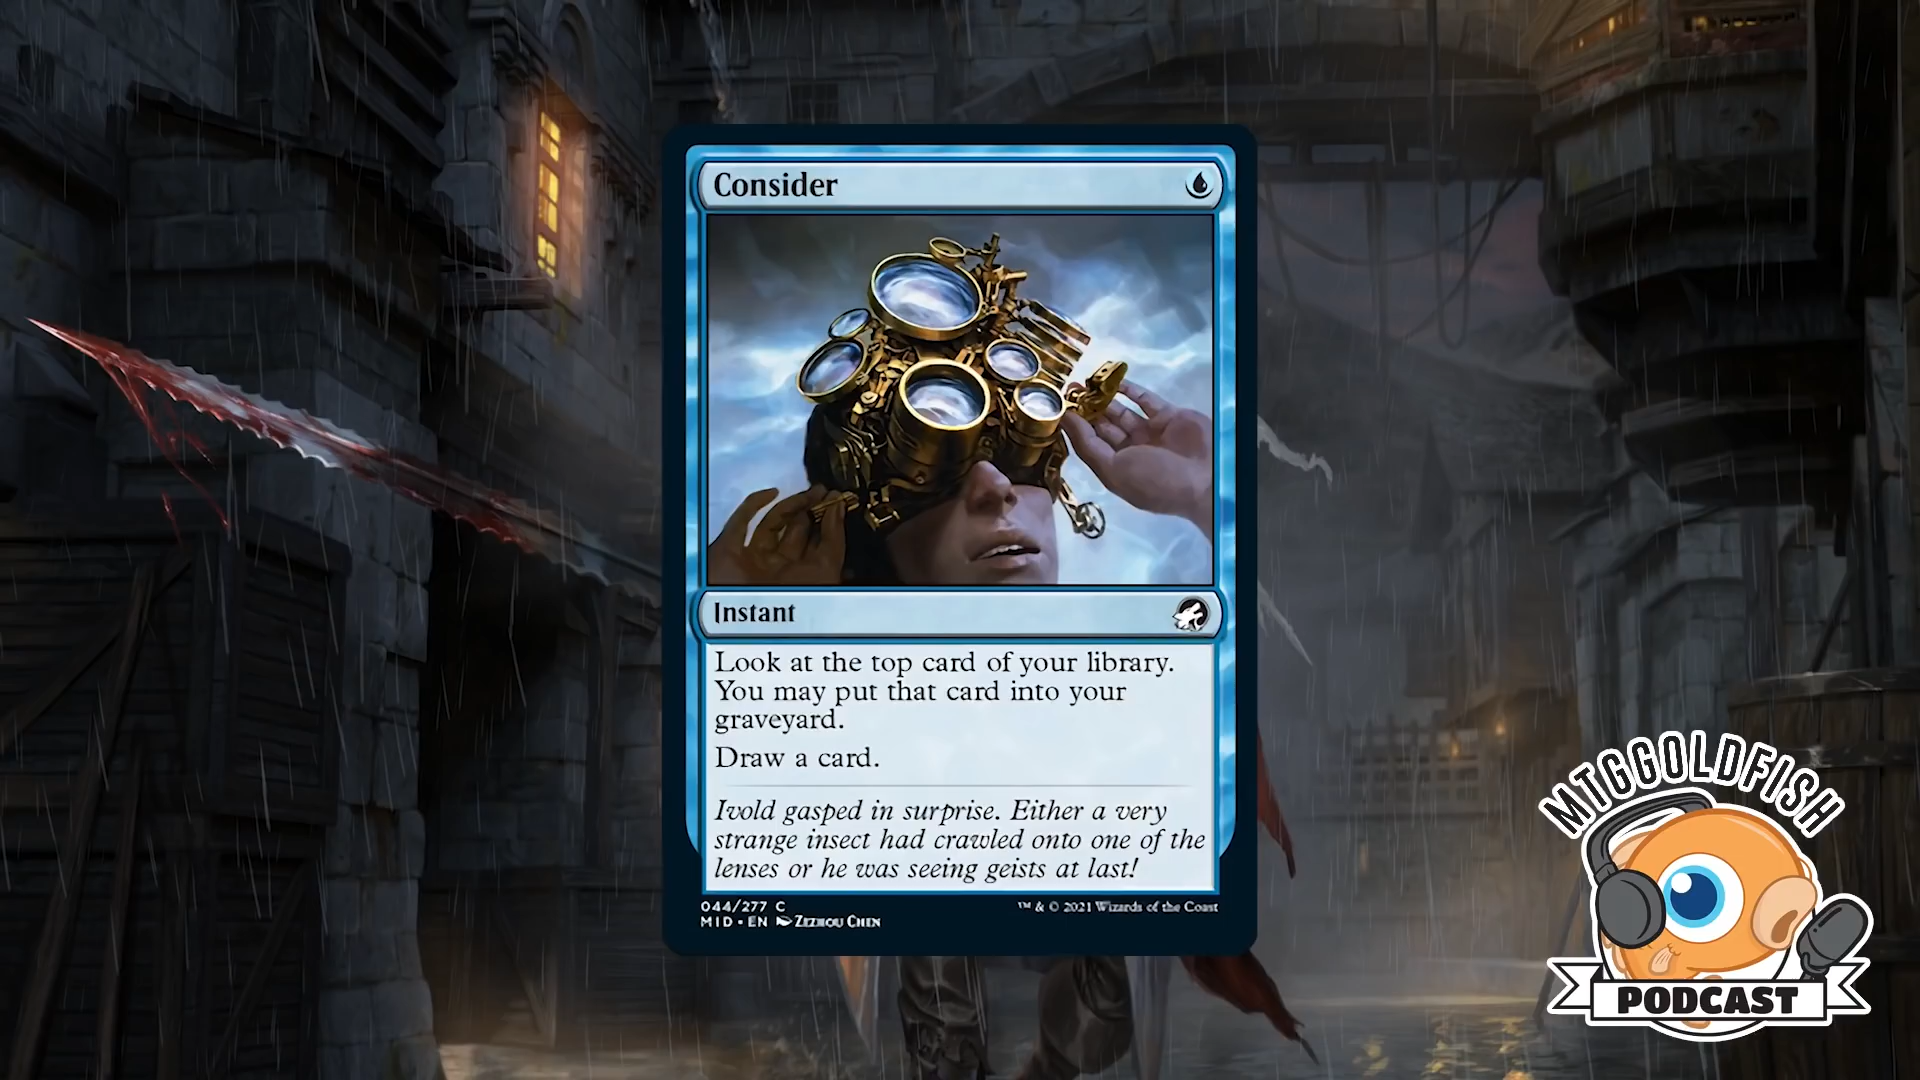 Consider
Instant
Look at the top card of your library.
You may put that card into your
graveyard.
Draw a card.
Ivold gasped in surprise. Either a very
strange insect had crawled onto one of the
lenses or he was seeing geists at last!
044/277 C
MID • EN ZEZHOU CHEN
™ & © 2021 Wizards of the Coast
MTGGOLDFISH
PODCAST